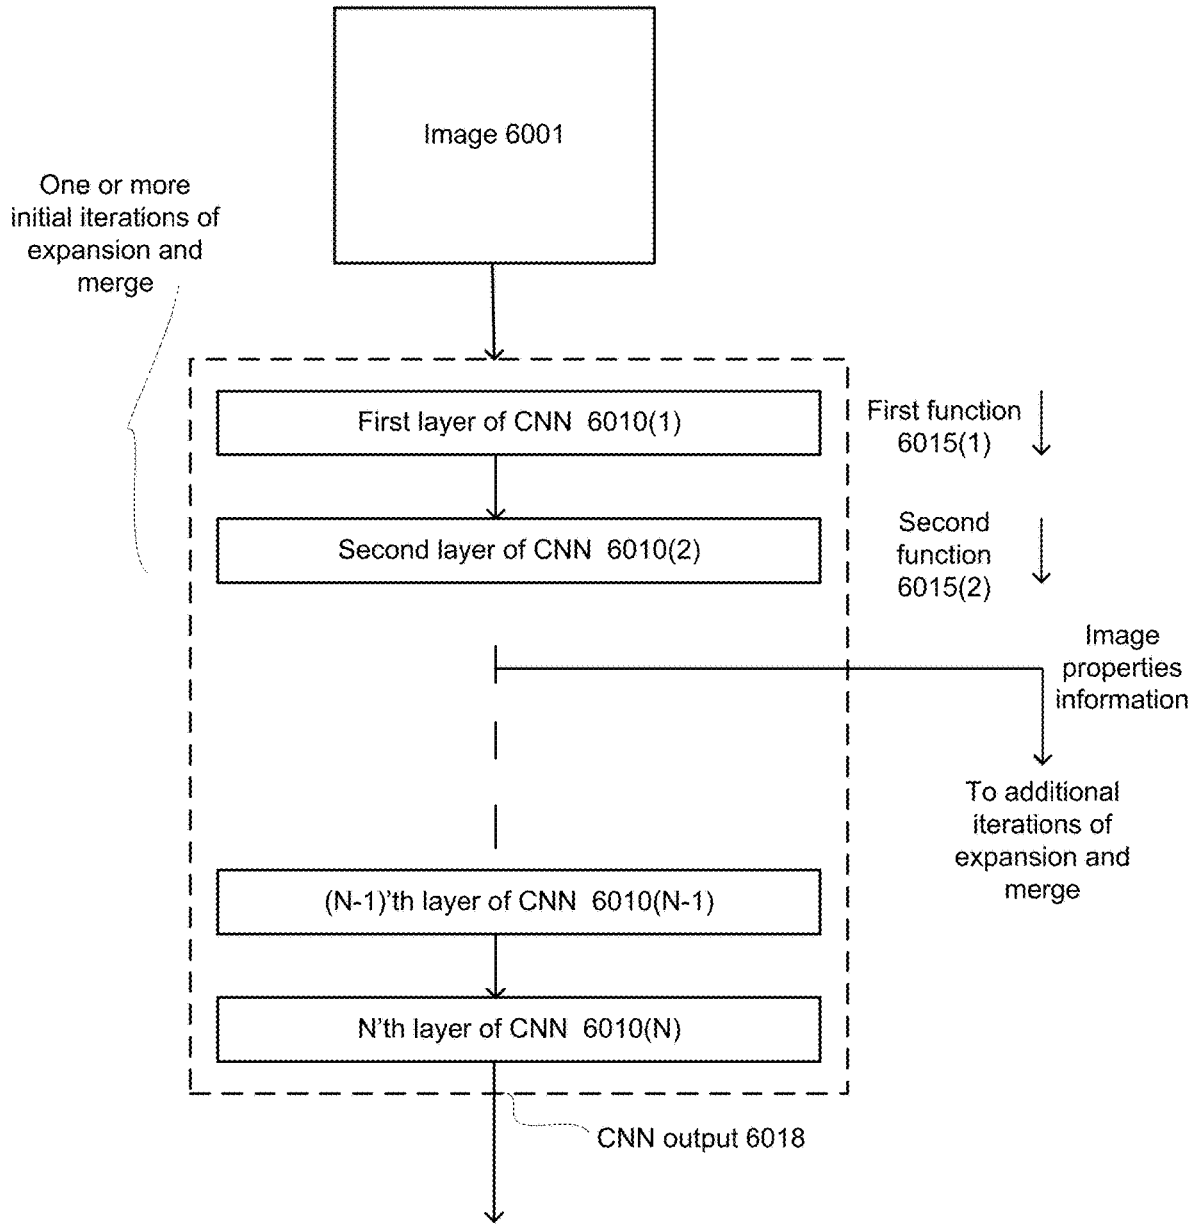 Image 6001
One or more
initial iterations of
expansion and
merge
First layer of CNN 6010(1)
First function
6015(1)
Second layer of CNN 6010(2)
Second
function
6015(2)
Image
properties
information
To additional
iterations of
expansion and
merge
(N-1)'th layer of CNN 6010(N-1)
N'th layer of CNN 6010(N)
CNN output 6018